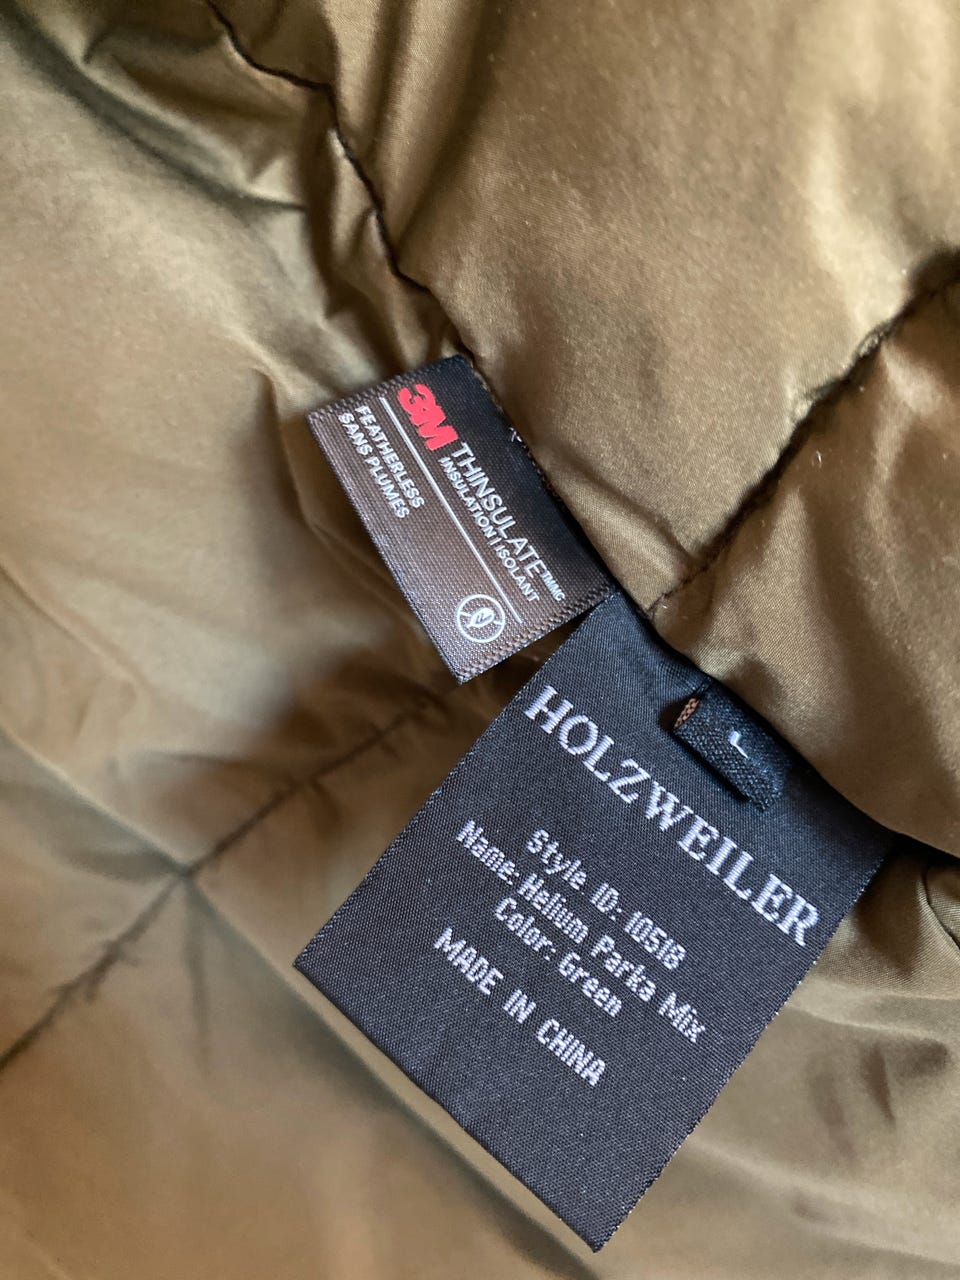 3M THINSULATE™MC
INSULATION | ISOLANT
FEATHERLESS
SANS PLUMES
L
HOLZWEILER
Style ID: 10518
Name: Helium Parka Mix
Color: Green
MADE IN CHINA